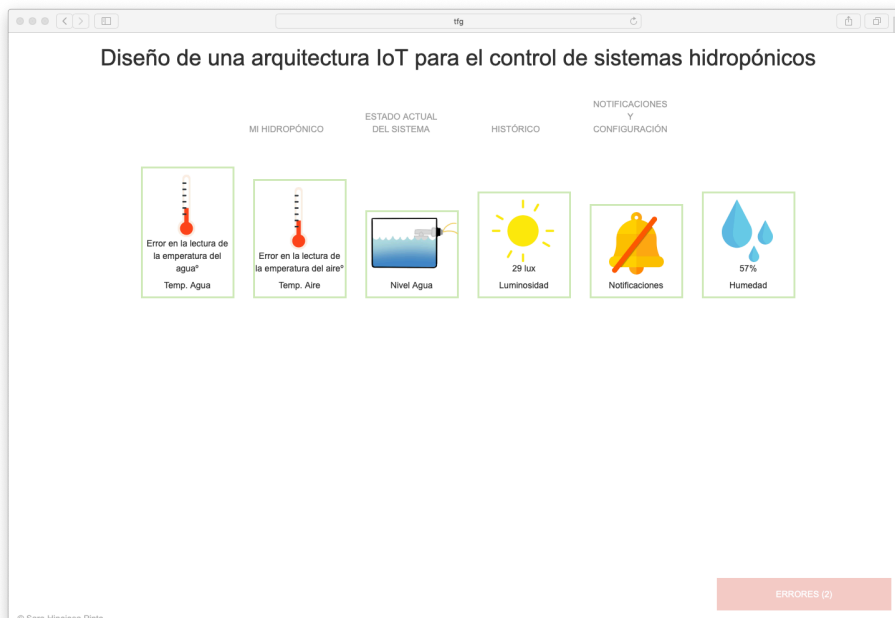 tfg
Diseño de una arquitectura IoT para el control de sistemas hidropónicos
MI HIDROPÓNICO
ESTADO ACTUAL
DEL SISTEMA
HISTÓRICO
NOTIFICACIONES
Y
CONFIGURACIÓN
Error en la lectura de
la emperatura del
aguaº
Temp. Agua
Error en la lectura de
la emperatura del aireº
Temp. Aire
Nivel Agua
29 lux
Luminosidad
Notificaciones
57%
Humedad
ERRORES (2)